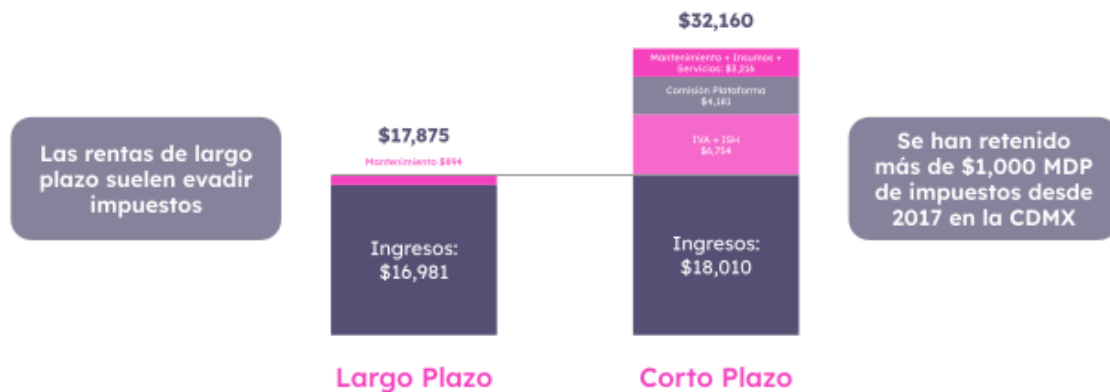 $32,160
Mantenimiento + Insumos +
Servicios: $3,216
Comisión Plataforma
$4,181
IVA + ISH
$6,754
Ingresos:
$18,010
$17,875
Mantenimiento $894
Ingresos:
$16,981
Las rentas de largo
plazo suelen evadir
impuestos
Se han retenido
más de $1,000 MDP
de impuestos desde
2017 en la CDMX
Largo Plazo
Corto Plazo